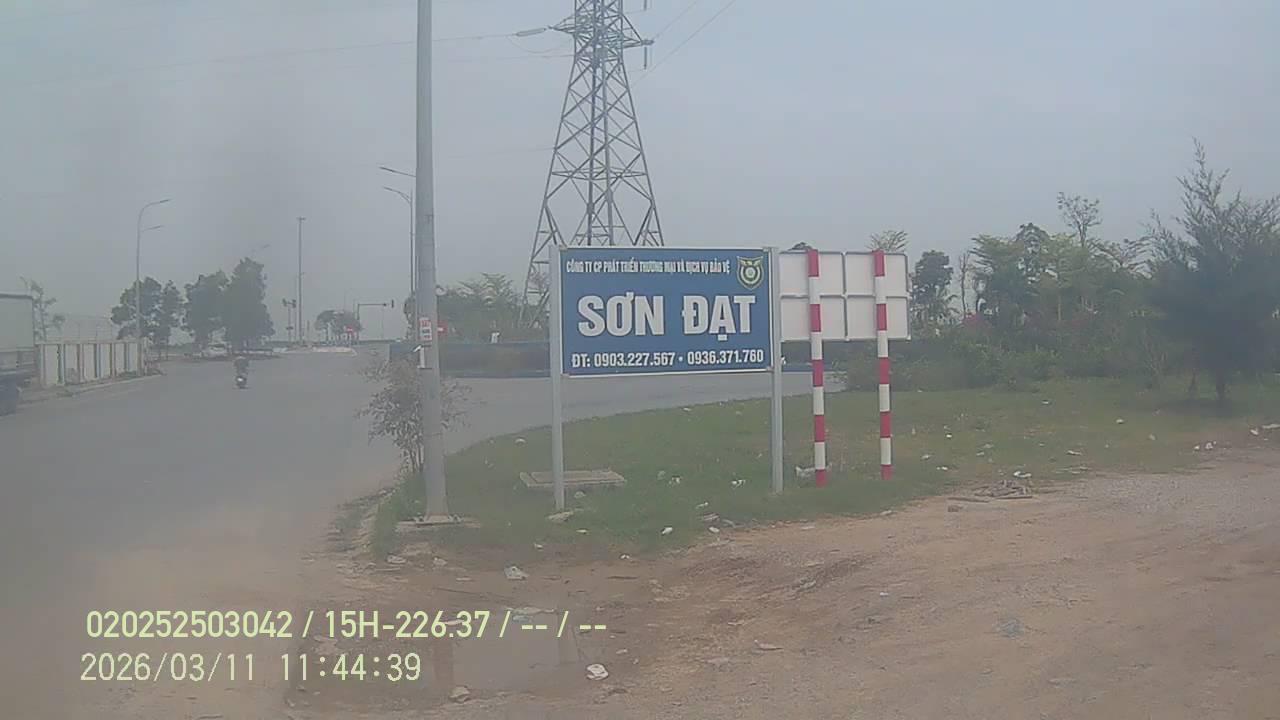 CÔNG TY CP PHÁT TRIỂN THƯƠNG MẠI VÀ DỊCH VỤ BẢO VỆ
SƠN ĐẠT
ĐT: 0903.227.567 • 0936.371.760
020252503042 / 15H-226.37 / -- / --
2026/03/11 11:44:39